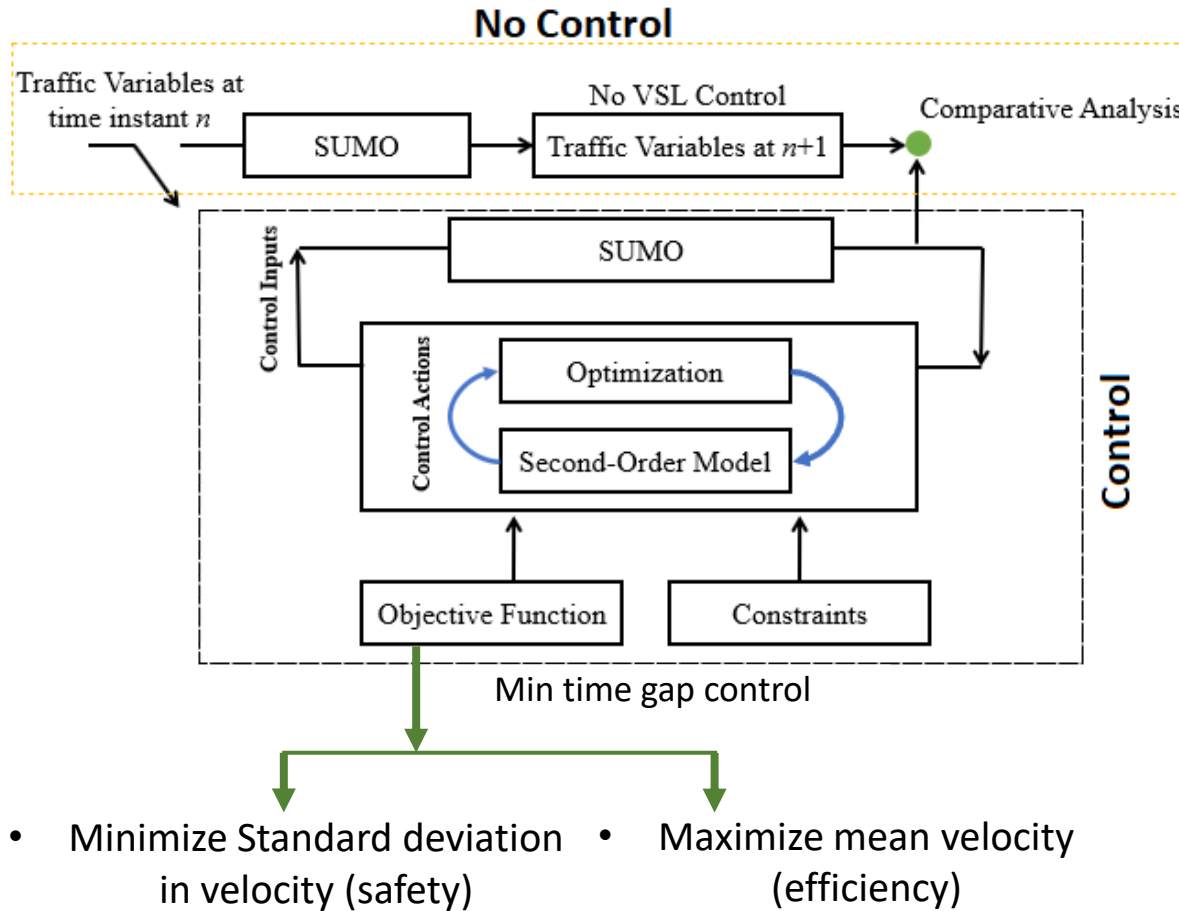 No Control
Traffic Variables at
time instant n
No VSL Control
Comparative Analysis
SUMO
Traffic Variables at n+1
SUMO
Control Inputs
Control Actions
Optimization
Second-Order Model
Control
Objective Function
Constraints
Min time gap control
• Minimize Standard deviation
in velocity (safety)
• Maximize mean velocity
(efficiency)